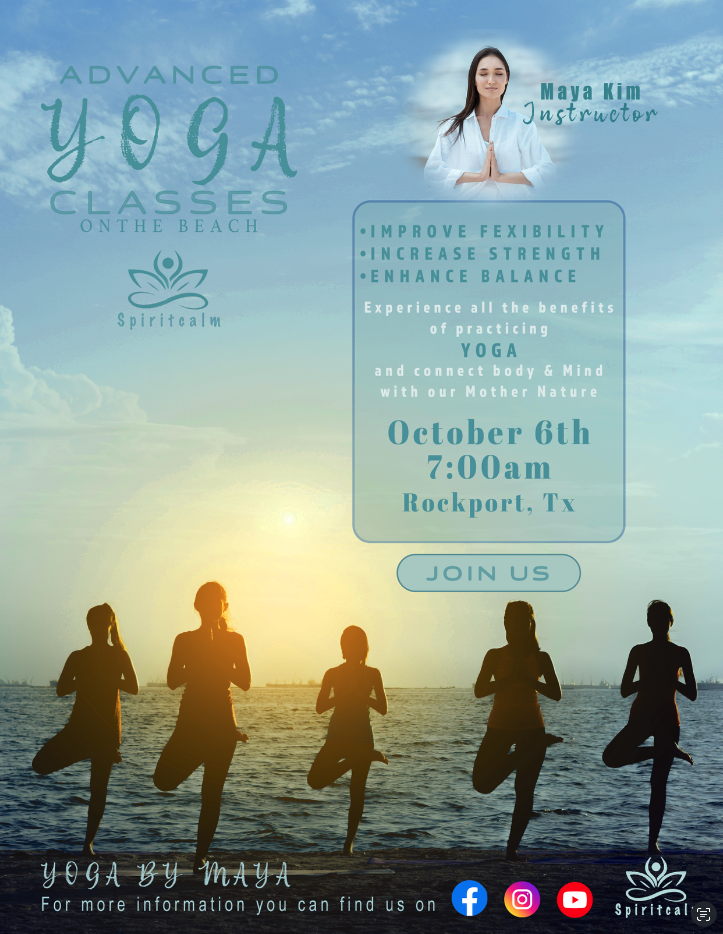 ADVANCED
YOGA
CLASSES
ONTHE BEACH
Spiritcalm
Maya Kim
Instructor
•IMPROVE FEXIBILITY
•INCREASE STRENGTH
•ENHANCE BALANCE
Experience all the benefits
of practicing
YOGA
and connect body & Mind
with our Mother Nature
October 6th
7:00am
Rockport, Tx
JOIN US
YOGA BY MAYA
For more information you can find us on
Spiritcalm